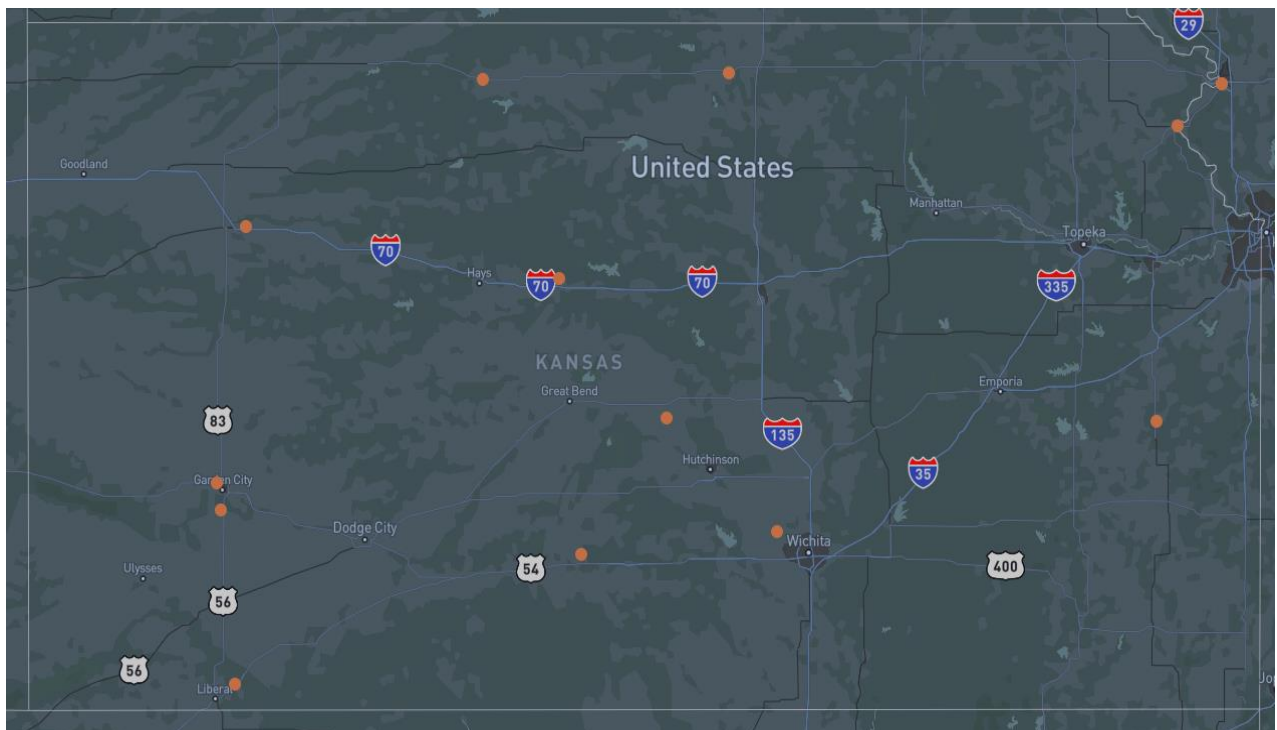 29
Goodland
United States
Manhattan
Topeka
70
Hays
70
70
335
KANSAS
Great Bend
Emporia
83
135
Hutchinson
35
Garden City
Dodge City
Wichita
Ulysses
54
400
56
56
Liberal